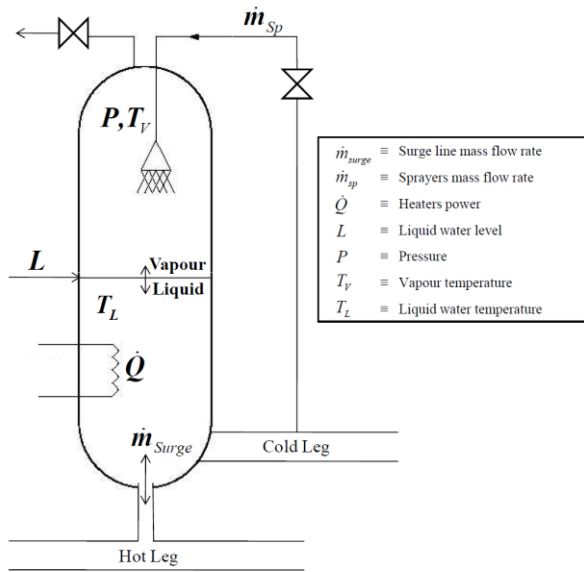 ṁ_Sp
P,T_V
Vapour
L
Liquid
T_L
Q̇
ṁ_Surge
Cold Leg
Hot Leg
ṁ_surge ≡ Surge line mass flow rate
ṁ_sp ≡ Sprayers mass flow rate
Q̇ ≡ Heaters power
L ≡ Liquid water level
P ≡ Pressure
T_V ≡ Vapour temperature
T_L ≡ Liquid water temperature